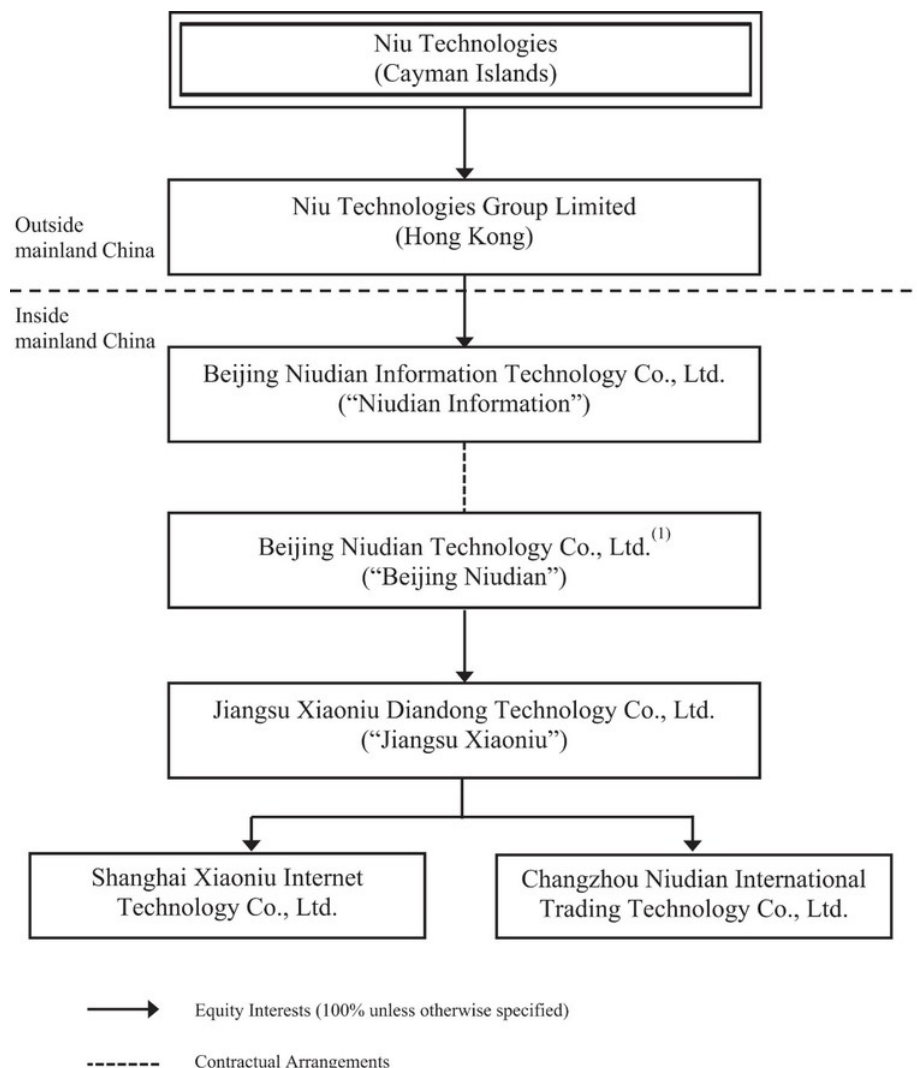 Niu Technologies
(Cayman Islands)
Niu Technologies Group Limited
(Hong Kong)
Outside
mainland China
Inside
mainland China
Beijing Niudian Information Technology Co., Ltd.
(“Niudian Information”)
Beijing Niudian Technology Co., Ltd.(1)
(“Beijing Niudian”)
Jiangsu Xiaoniu Diandong Technology Co., Ltd.
(“Jiangsu Xiaoniu”)
Shanghai Xiaoniu Internet
Technology Co., Ltd.
Changzhou Niudian International
Trading Technology Co., Ltd.
Equity Interests (100% unless otherwise specified)
Contractual Arrangements